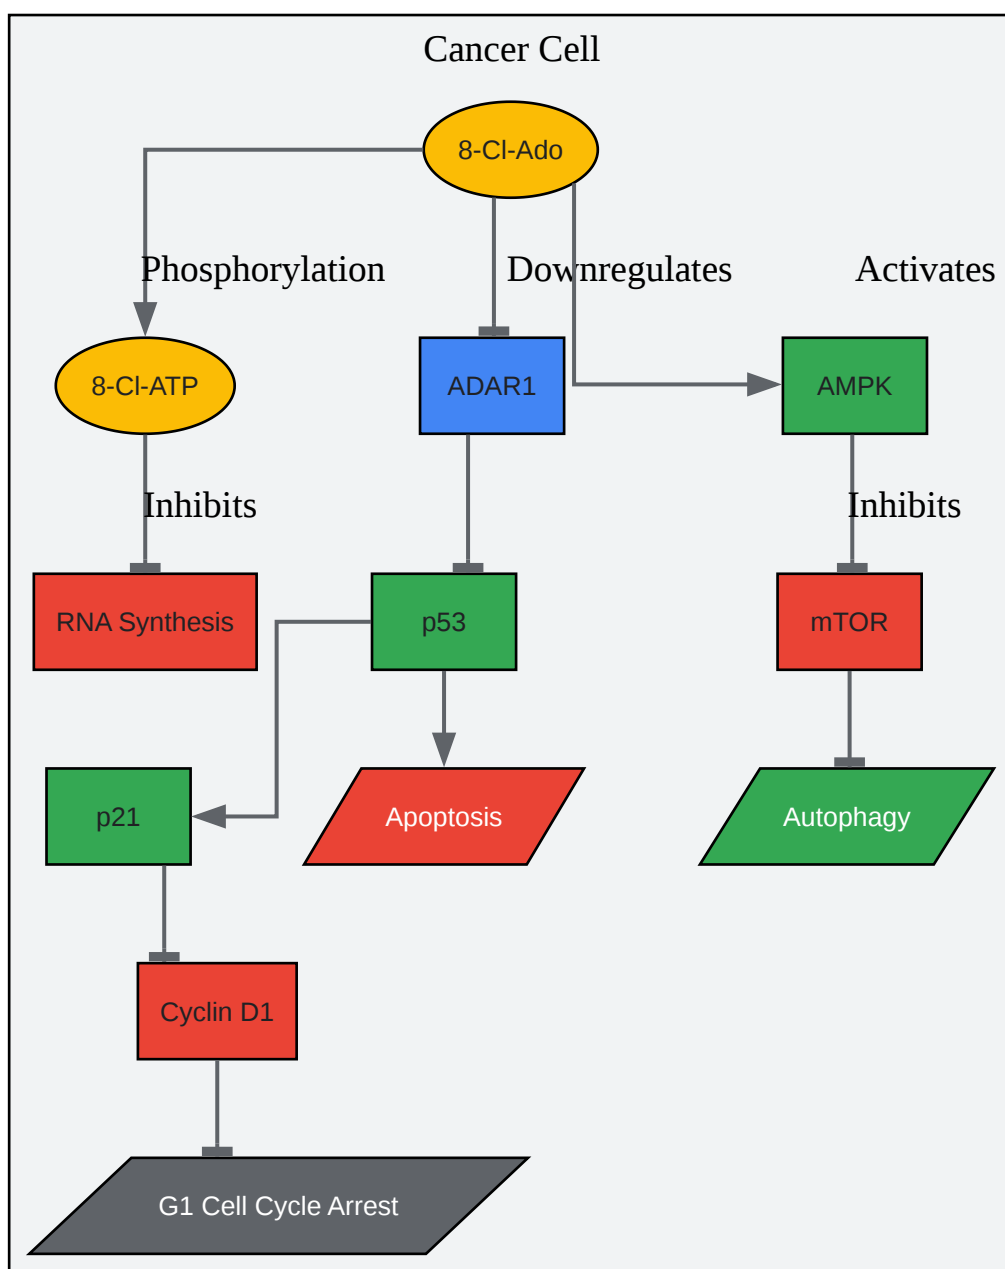 Cancer Cell
8-Cl-Ado
Phosphorylation
Downregulates
Activates
8-Cl-ATP
ADAR1
AMPK
Inhibits
Inhibits
RNA Synthesis
p53
mTOR
p21
Apoptosis
Autophagy
Cyclin D1
G1 Cell Cycle Arrest